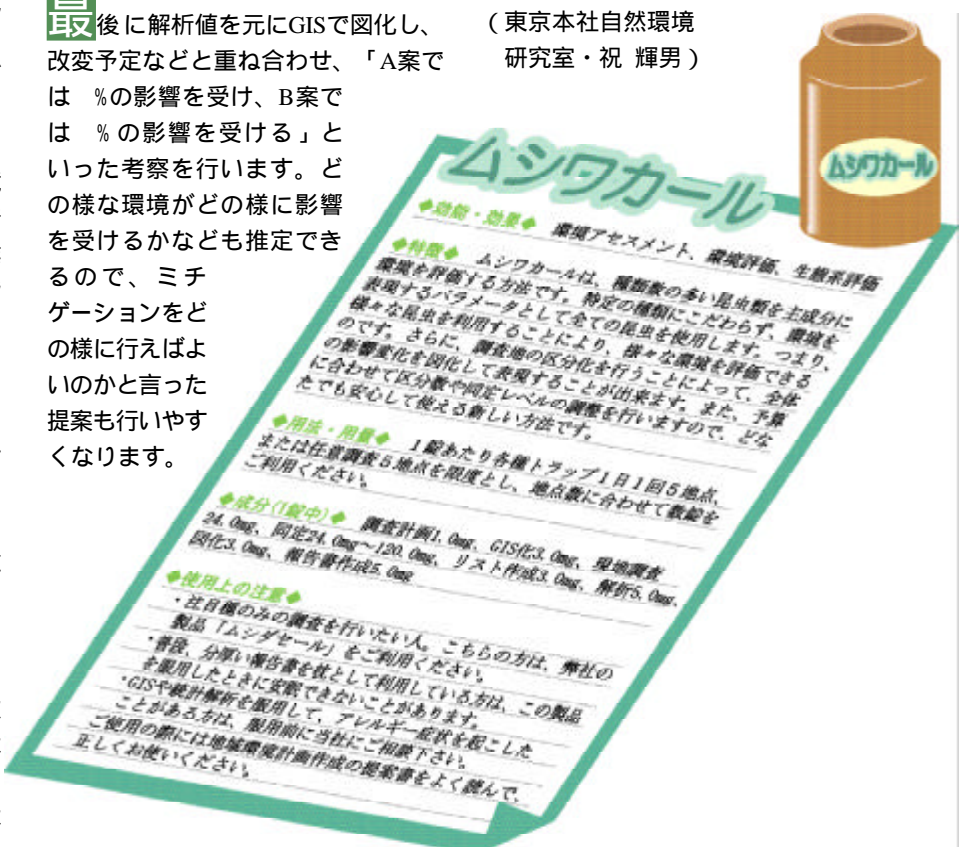 最後に解析値を元にGISで図化し、
改変予定などと重ね合わせ、「A案で
は　%の影響を受け、B案で
は　%の影響を受ける」と
いった考察を行います。ど
の様な環境がどの様に影響
を受けるかなども推定でき
るので、ミチ
ゲーションをど
の様に行えばよ
いのかと言った
提案も行いやす
くなります。
(東京本社自然環境
研究室・祝 輝男)
ムシワカール
ムシワカール
◆効能・効果◆　環境アセスメント、環境評価、生態系評価
◆特徴◆　ムシワカールは、種類数の多い昆虫類を主成分に
環境を評価する方法です。特定の種類にこだわらず、環境を
表現するパラメータとして全ての昆虫を使用します。つまり、
様々な昆虫を利用することにより、様々な環境を評価できる
のです。さらに、調査地の区分化を行うことによって、全体
の影響変化を図化して表現することが出来ます。また、予算
に合わせて区分数や同定レベルの調整を行いますので、どな
たでも安心して使える新しい方法です。
◆用法・用量◆　1錠あたり各種トラップ1日1回5地点、
または任意調査5地点を限度とし、地点数に合わせて数錠を
ご利用ください。
◆成分(1錠中)◆　調査計画1.0mg、GIS化3.0mg、現地調査
24.0mg、同定24.0mg～120.0mg、リスト作成3.0mg、解析5.0mg、
図化3.0mg、報告書作成5.0mg
◆使用上の注意◆
・注目種のみの調査を行いたい人。こちらの方は、弊社の
製品「ムシダセール」をご利用ください。
・普段、分厚い報告書を枕として利用している方は、この製品
を服用したときに安眠できないことがあります。
・GISや統計解析を服用して、アレルギー症状を起こした
ことがある方は、服用前に当社にご相談下さい。
ご使用の際には地域環境計画作成の提案書をよく読んで、
正しくお使いください。